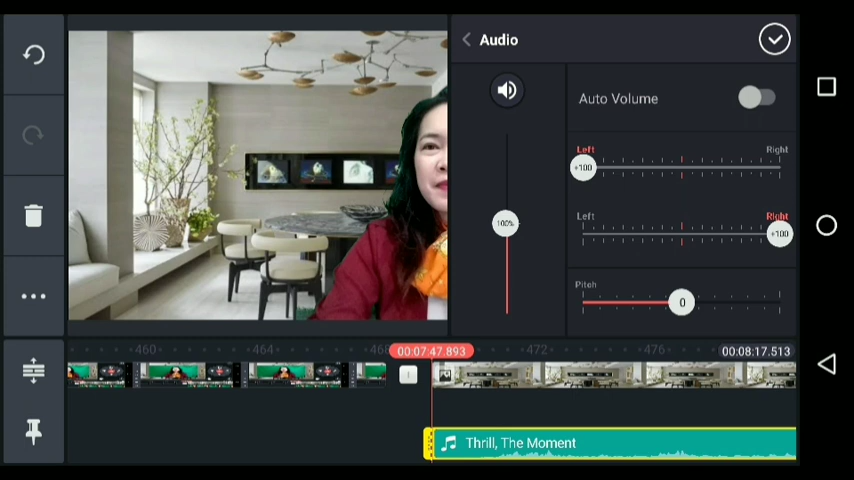 Audio
Auto Volume
Left
Right
+100
Left
Right
+100
100%
Pitch
0
460
464
468
00:07:47.893
472
476
00:08:17.513
Thrill, The Moment